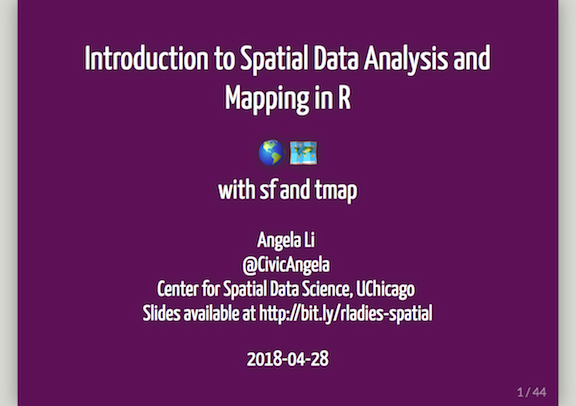 Introduction to Spatial Data Analysis and
Mapping in R
🌎 🗺️
with sf and tmap
Angela Li
@CivicAngela
Center for Spatial Data Science, UChicago
Slides available at http://bit.ly/rladies-spatial
2018-04-28
1 / 44